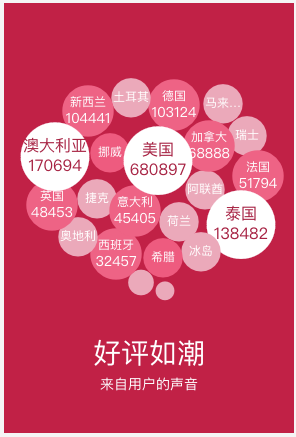 土耳其
德国
103124
新西兰
104441
马来...
瑞士
加拿大
68888
澳大利亚
170694
挪威
美国
680897
法国
51794
阿联酋
英国
48453
捷克
意大利
45405
泰国
138482
荷兰
奥地利
西班牙
32457
希腊
冰岛
好评如潮
来自用户的声音